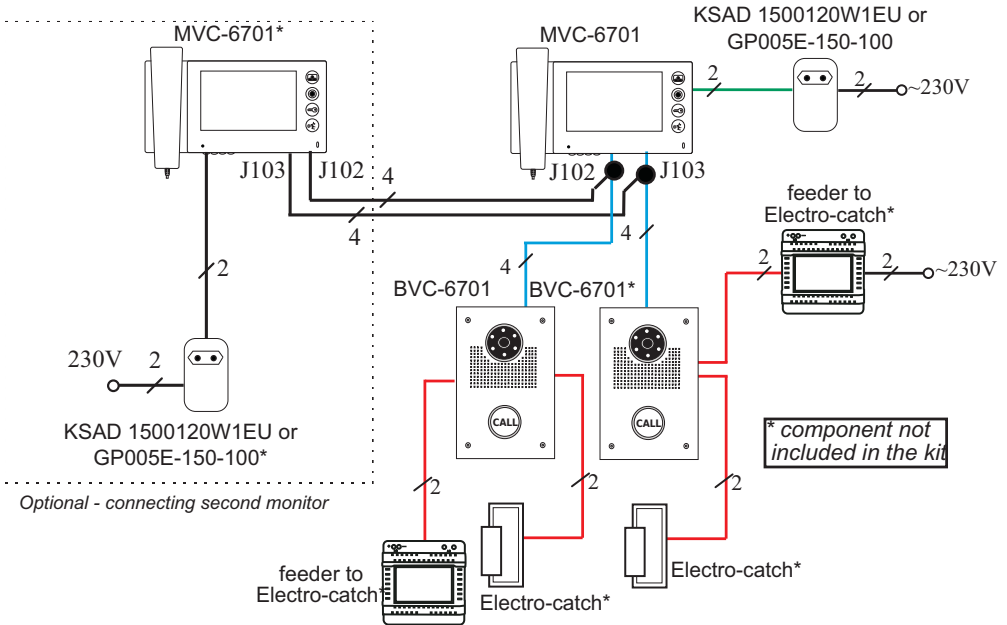 MVC-6701*
MVC-6701
KSAD 1500120W1EU or
GP005E-150-100
2
2
~230V
J103
J102
J102
J103
4
4
feeder to
Electro-catch*
2
2
~230V
4
4
2
BVC-6701
BVC-6701*
230V
2
CALL
CALL
KSAD 1500120W1EU or
GP005E-150-100*
* component not
included in the kit
Optional - connecting second monitor
2
2
2
feeder to
Electro-catch*
Electro-catch*
Electro-catch*